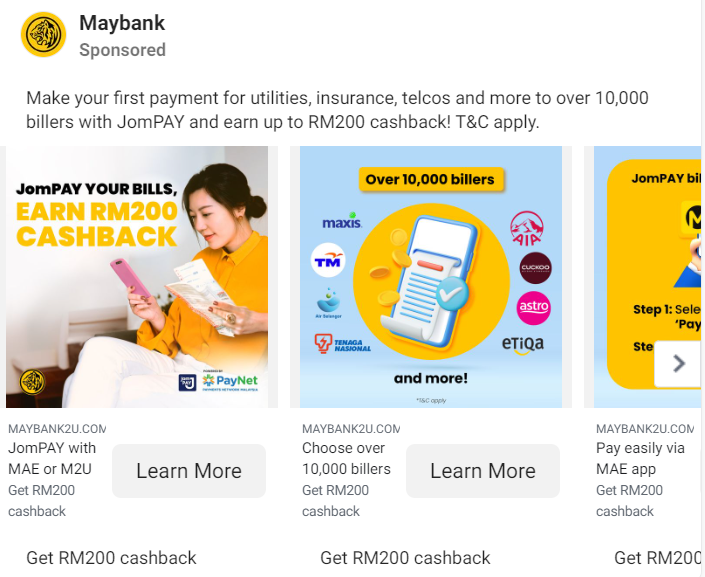 Maybank
Sponsored
Make your first payment for utilities, insurance, telcos and more to over 10,000
billers with JomPAY and earn up to RM200 cashback! T&C apply.
JomPAY YOUR BILLS,
EARN RM200
CASHBACK
POWERED BY
PayNet
PAYMENTS NETWORK MALAYSIA
Over 10,000 billers
maxis
AIA
TM
CUCKOO
Air Selangor
astro
TENAGA
NASIONAL
eTiQa
and more!
*T&C apply
JomPAY bil
Step 1: Sele
'Pay
Ste
MAYBANK2U.COM
JomPAY with
MAE or M2U
Get RM200
cashback
Learn More
MAYBANK2U.COM
Choose over
10,000 billers
Get RM200
cashback
Learn More
MAYBANK2U.COM
Pay easily via
MAE app
Get RM200
cashback
Get RM200 cashback
Get RM200 cashback
Get RM200